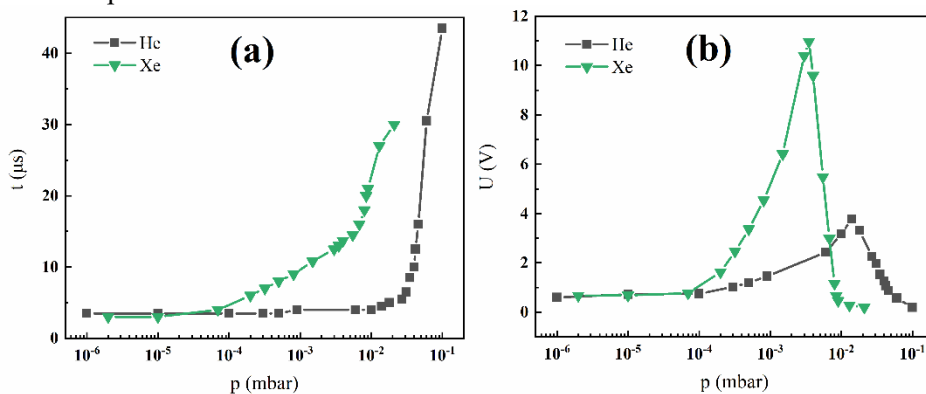 (a)
He
Xe
40
30
20
10
0
t (μs)
10⁻⁶ 10⁻⁵ 10⁻⁴ 10⁻³ 10⁻² 10⁻¹
p (mbar)
(b)
He
Xe
12
10
8
6
4
2
0
U (V)
10⁻⁶ 10⁻⁵ 10⁻⁴ 10⁻³ 10⁻² 10⁻¹
p (mbar)